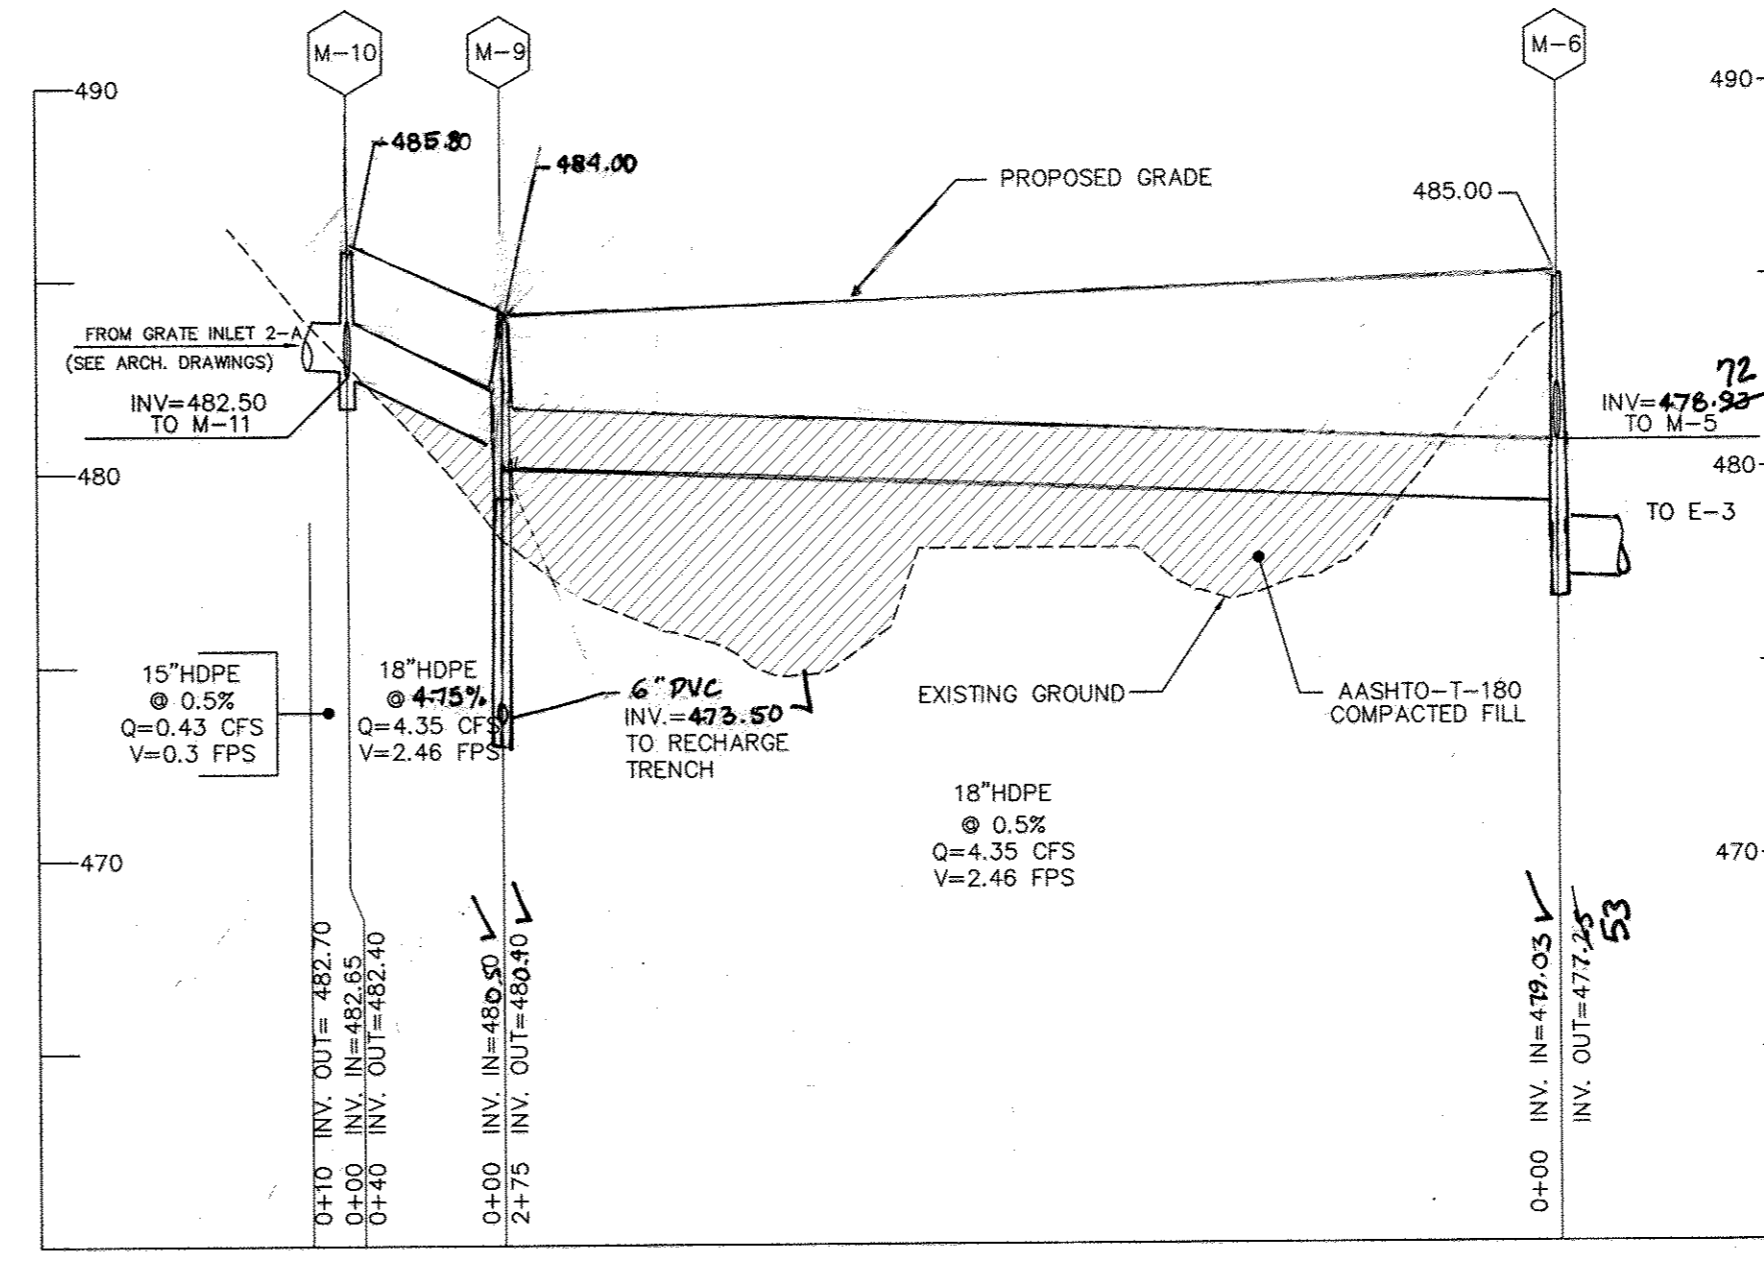 M-10
M-9
M-6
490
490
485.80
484.00
PROPOSED GRADE
485.00
FROM GRATE INLET 2-A
(SEE ARCH. DRAWINGS)
INV=482.50
TO M-11
72
INV=478.93
TO M-5
480
480
TO E-3
15"HDPE
@ 0.5%
Q=0.43 CFS
V=0.3 FPS
18"HDPE
@ 4.75%
Q=4.35 CFS
V=2.46 FPS
6" PVC
INV.=473.50
TO RECHARGE
TRENCH
EXISTING GROUND
AASHTO-T-180
COMPACTED FILL
18"HDPE
@ 0.5%
Q=4.35 CFS
V=2.46 FPS
470
470
0+10 INV. OUT= 482.70
0+00 INV. IN=482.65
0+40 INV. OUT=482.40
0+00 INV. IN=480.50
2+75 INV. OUT=480.40
0+00 INV. IN=479.03
INV. OUT=477.25
53